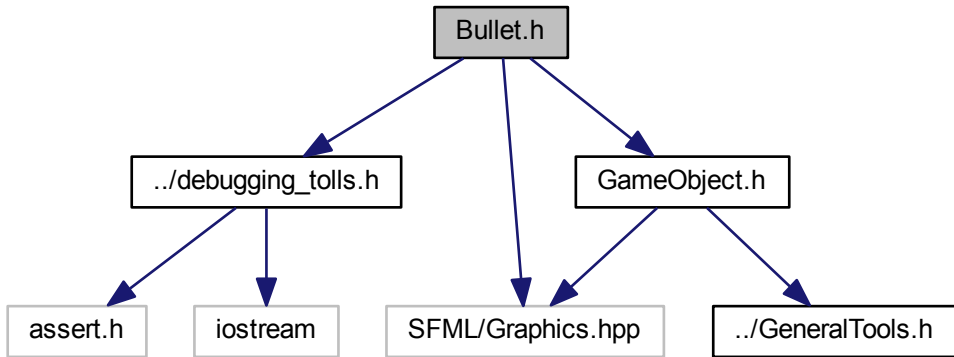 Bullet.h
../debugging_tolls.h
GameObject.h
assert.h
iostream
SFML/Graphics.hpp
../GeneralTools.h